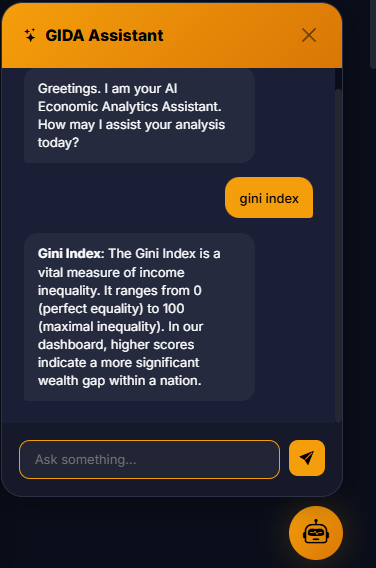 GIDA Assistant
Greetings. I am your AI
Economic Analytics Assistant.
How may I assist your analysis
today?
gini index
Gini Index: The Gini Index is a
vital measure of income
inequality. It ranges from 0
(perfect equality) to 100
(maximal inequality). In our
dashboard, higher scores
indicate a more significant
wealth gap within a nation.
Ask something...